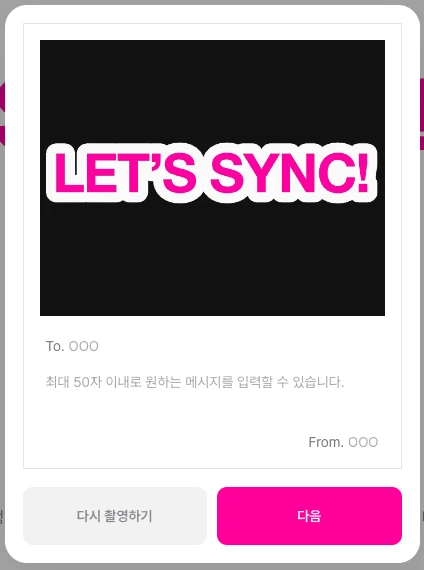 LET'S SYNC!
To. OOO
최대 50자 이내로 원하는 메시지를 입력할 수 있습니다.
From. OOO
다시 촬영하기
다음